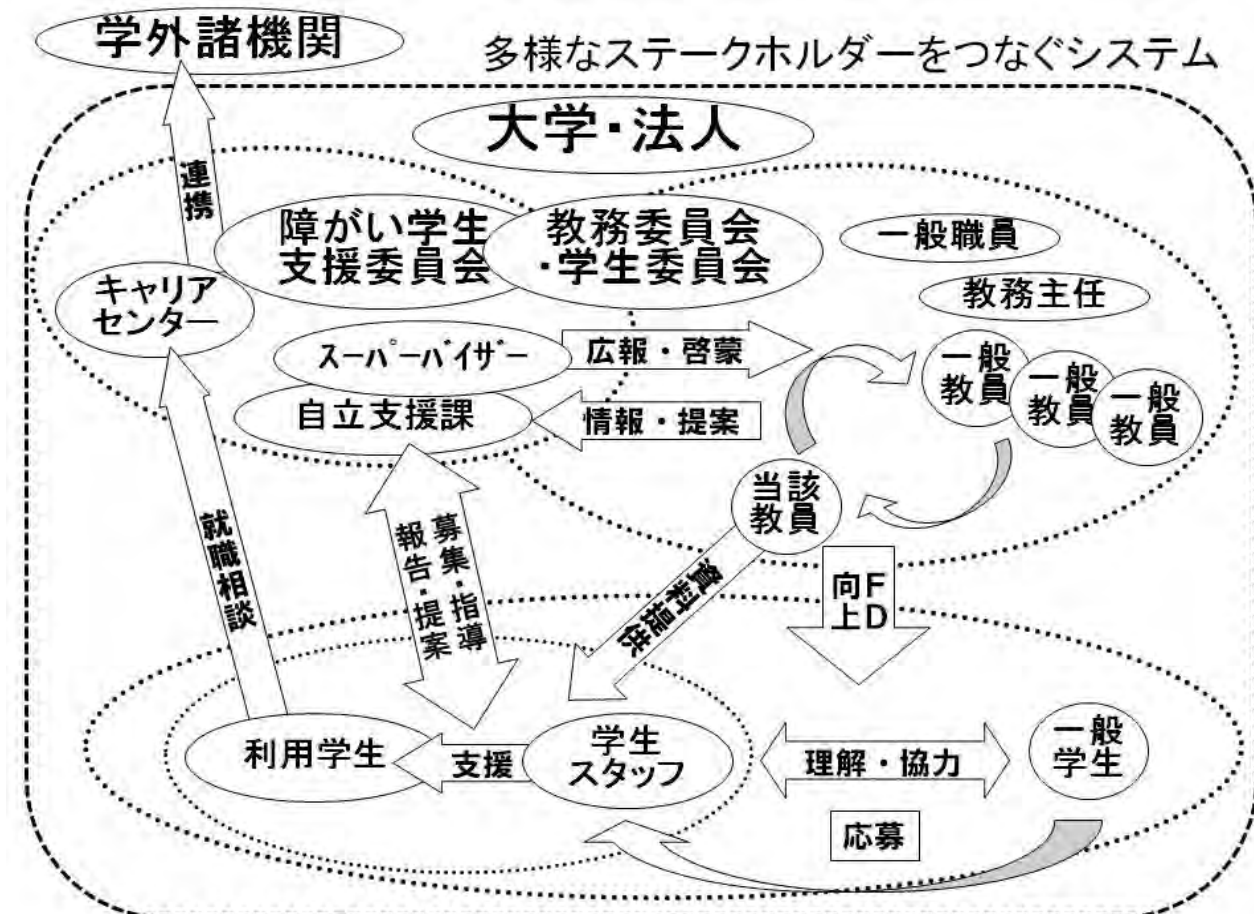 学外諸機関
多様なステークホルダーをつなぐシステム
大学・法人
連携
障がい学生
支援委員会
教務委員会
・学生委員会
一般職員
教務主任
キャリア
センター
スーパーバイザー
広報・啓蒙
一般
教員
一般
教員
一般
教員
自立支援課
情報・提案
当該
教員
就職相談
募集・指導
報告・提案
資料提供
FD
向上
利用学生
支援
学生
スタッフ
理解・協力
一般
学生
応募